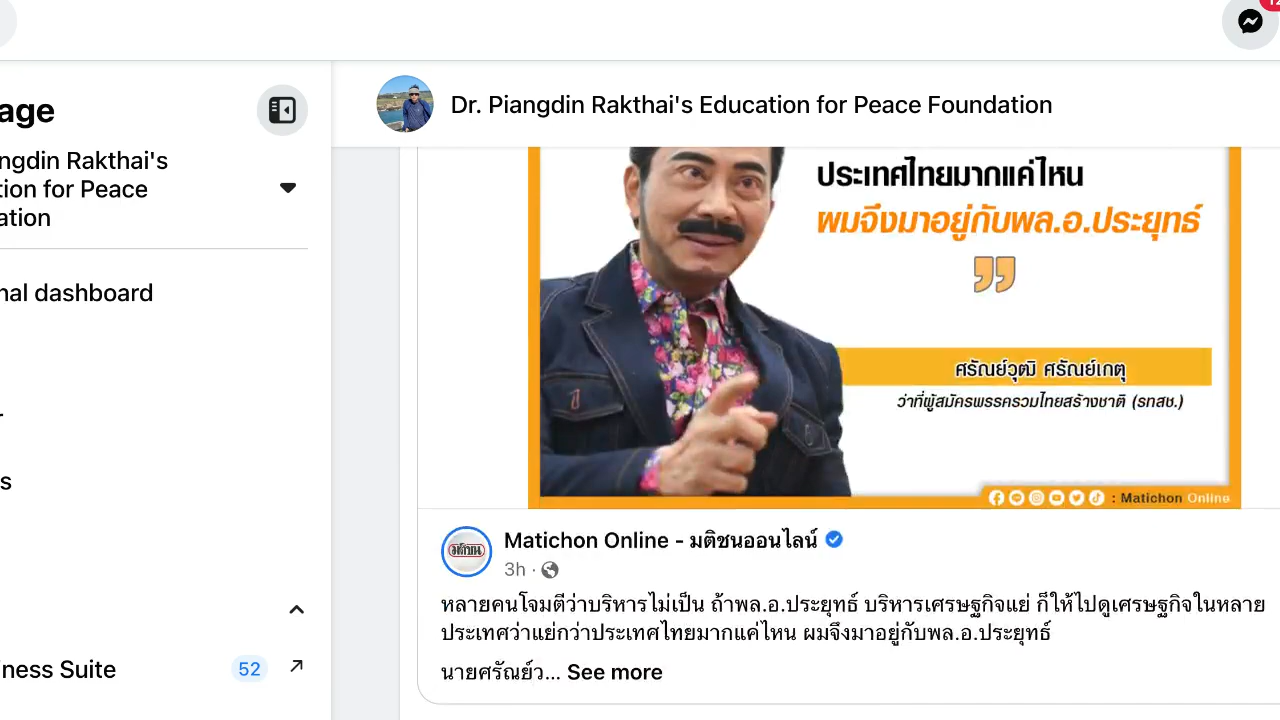 12
age
Dr. Piangdin Rakthai's Education for Peace Foundation
ngdin Rakthai's
tion for Peace
ation
nal dashboard
r
s
iness Suite
52
ประเทศไทยมากแค่ไหน
ผมจึงมาอยู่กับพล.อ.ประยุทธ์
”
ศรัณย์วุฒิ ศรัณย์เกตุ
ว่าที่ผู้สมัครพรรครวมไทยสร้างชาติ (รทสช.)
: Matichon Online
มติชน
Matichon Online - มติชนออนไลน์
3h ·
หลายคนโจมตีว่าบริหารไม่เป็น ถ้าพล.อ.ประยุทธ์ บริหารเศรษฐกิจแย่ ก็ให้ไปดูเศรษฐกิจในหลาย
ประเทศว่าแย่กว่าประเทศไทยมากแค่ไหน ผมจึงมาอยู่กับพล.อ.ประยุทธ์
นายศรัณย์ว... See more